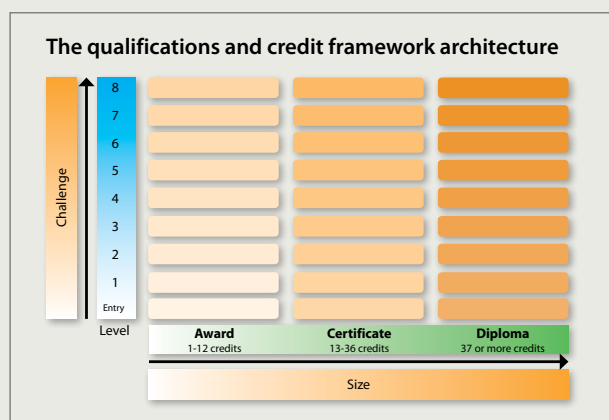 The qualifications and credit framework architecture
Challenge
8
7
6
5
4
3
2
1
Entry
Level
Award
1-12 credits
Certificate
13-36 credits
Diploma
37 or more credits
Size